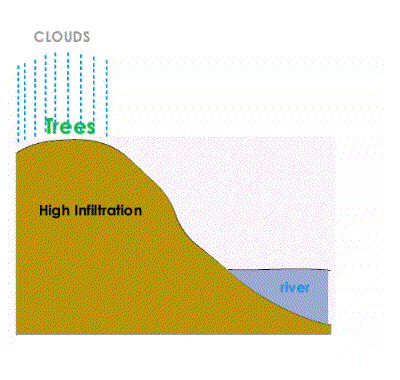 CLOUDS
Trees
High Infiltration
river